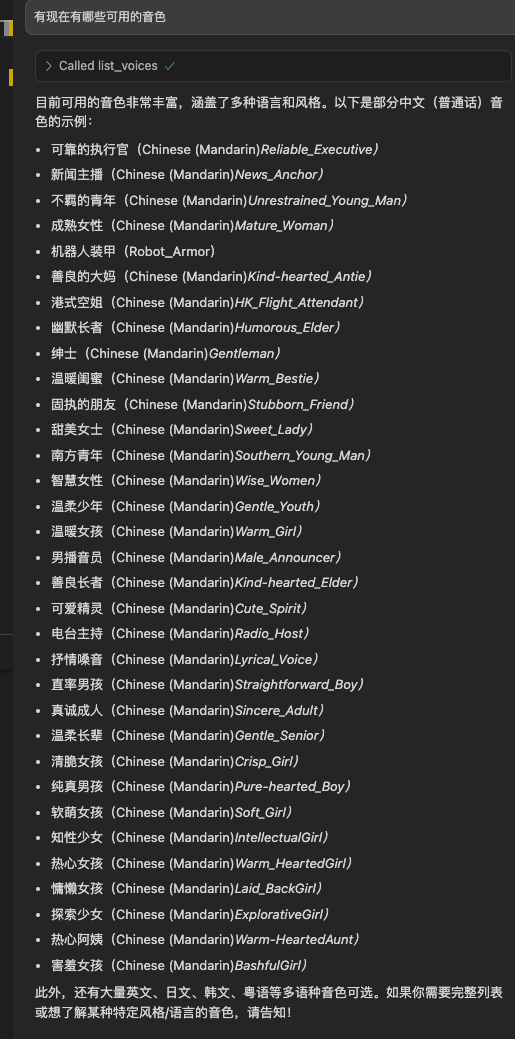 有现在有哪些可用的音色
Called list_voices
目前可用的音色非常丰富，涵盖了多种语言和风格。以下是部分中文（普通话）音
色的示例：
• 可靠的执行官（Chinese (Mandarin)Reliable_Executive）
• 新闻主播（Chinese (Mandarin)News_Anchor）
• 不羁的青年（Chinese (Mandarin)Unrestrained_Young_Man）
• 成熟女性（Chinese (Mandarin)Mature_Woman）
• 机器人装甲（Robot_Armor）
• 善良的大妈（Chinese (Mandarin)Kind-hearted_Antie）
• 港式空姐（Chinese (Mandarin)HK_Flight_Attendant）
• 幽默长者（Chinese (Mandarin)Humorous_Elder）
• 绅士（Chinese (Mandarin)Gentleman）
• 温暖闺蜜（Chinese (Mandarin)Warm_Bestie）
• 固执的朋友（Chinese (Mandarin)Stubborn_Friend）
• 甜美女士（Chinese (Mandarin)Sweet_Lady）
• 南方青年（Chinese (Mandarin)Southern_Young_Man）
• 智慧女性（Chinese (Mandarin)Wise_Women）
• 温柔少年（Chinese (Mandarin)Gentle_Youth）
• 温暖女孩（Chinese (Mandarin)Warm_Girl）
• 男播音员（Chinese (Mandarin)Male_Announcer）
• 善良长者（Chinese (Mandarin)Kind-hearted_Elder）
• 可爱精灵（Chinese (Mandarin)Cute_Spirit）
• 电台主持（Chinese (Mandarin)Radio_Host）
• 抒情嗓音（Chinese (Mandarin)Lyrical_Voice）
• 直率男孩（Chinese (Mandarin)Straightforward_Boy）
• 真诚成人（Chinese (Mandarin)Sincere_Adult）
• 温柔长辈（Chinese (Mandarin)Gentle_Senior）
• 清脆女孩（Chinese (Mandarin)Crisp_Girl）
• 纯真男孩（Chinese (Mandarin)Pure-hearted_Boy）
• 软萌女孩（Chinese (Mandarin)Soft_Girl）
• 知性少女（Chinese (Mandarin)IntellectualGirl）
• 热心女孩（Chinese (Mandarin)Warm_HeartedGirl）
• 慵懒女孩（Chinese (Mandarin)Laid_BackGirl）
• 探索少女（Chinese (Mandarin)ExplorativeGirl）
• 热心阿姨（Chinese (Mandarin)Warm-HeartedAunt）
• 害羞女孩（Chinese (Mandarin)BashfulGirl）
此外，还有大量英文、日文、韩文、粤语等多语种音色可选。如果你需要完整列表
或想了解某种特定风格/语言的音色，请告知！